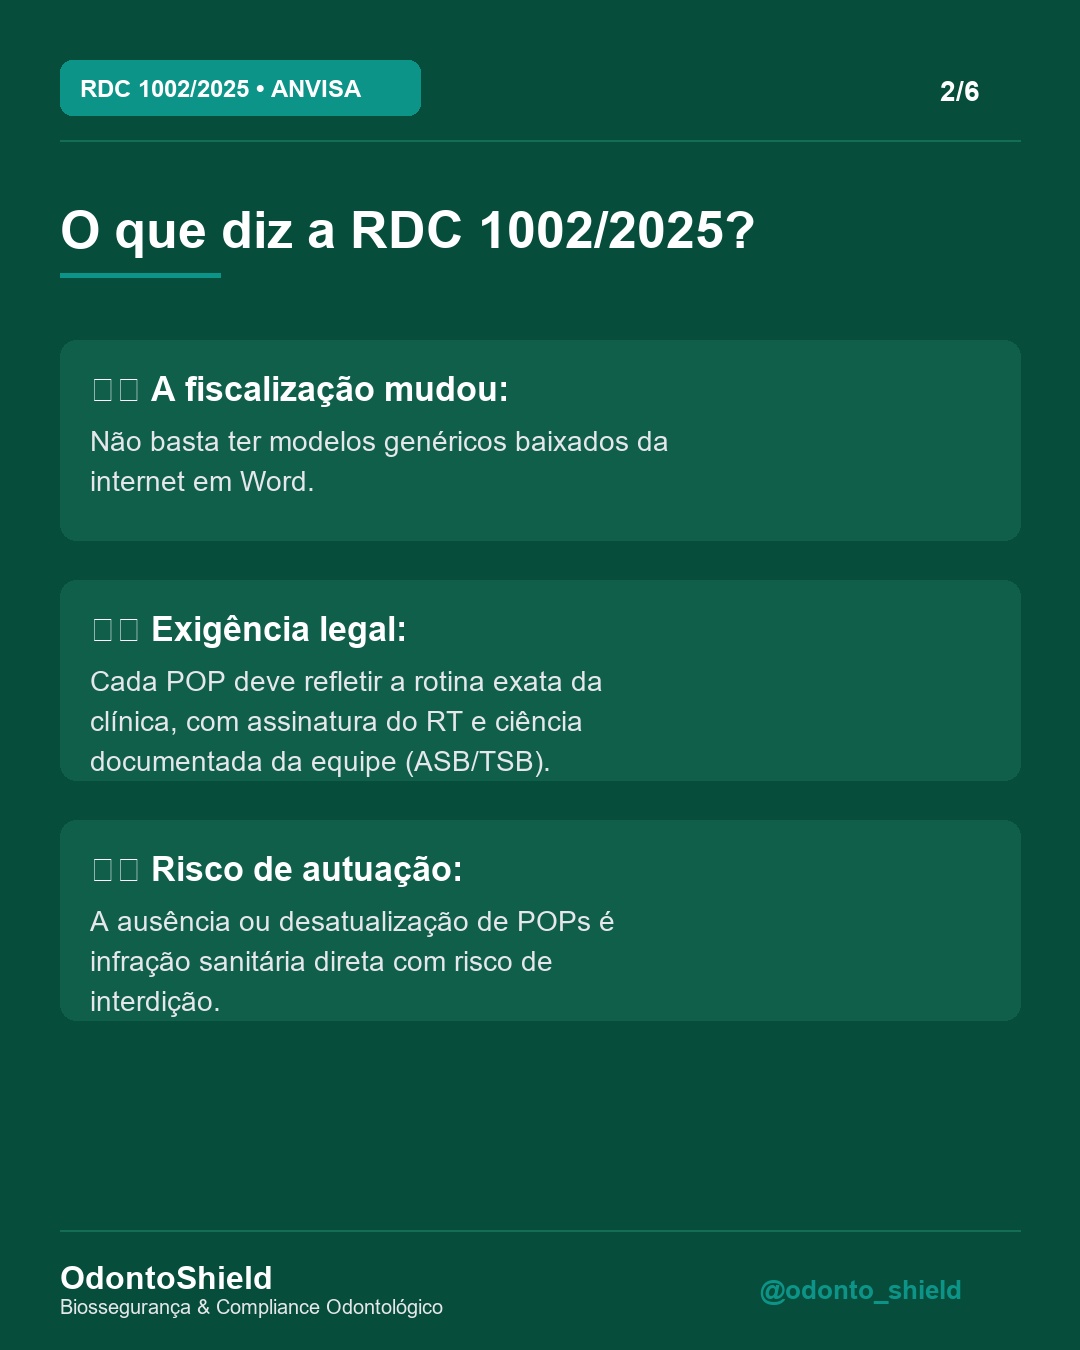 RDC 1002/2025 • ANVISA
2/6
O que diz a RDC 1002/2025?
A fiscalização mudou:
Não basta ter modelos genéricos baixados da
internet em Word.
Exigência legal:
Cada POP deve refletir a rotina exata da
clínica, com assinatura do RT e ciência
documentada da equipe (ASB/TSB).
Risco de autuação:
A ausência ou desatualização de POPs é
infração sanitária direta com risco de
interdição.
OdontoShield
Biossegurança & Compliance Odontológico
@odonto_shield